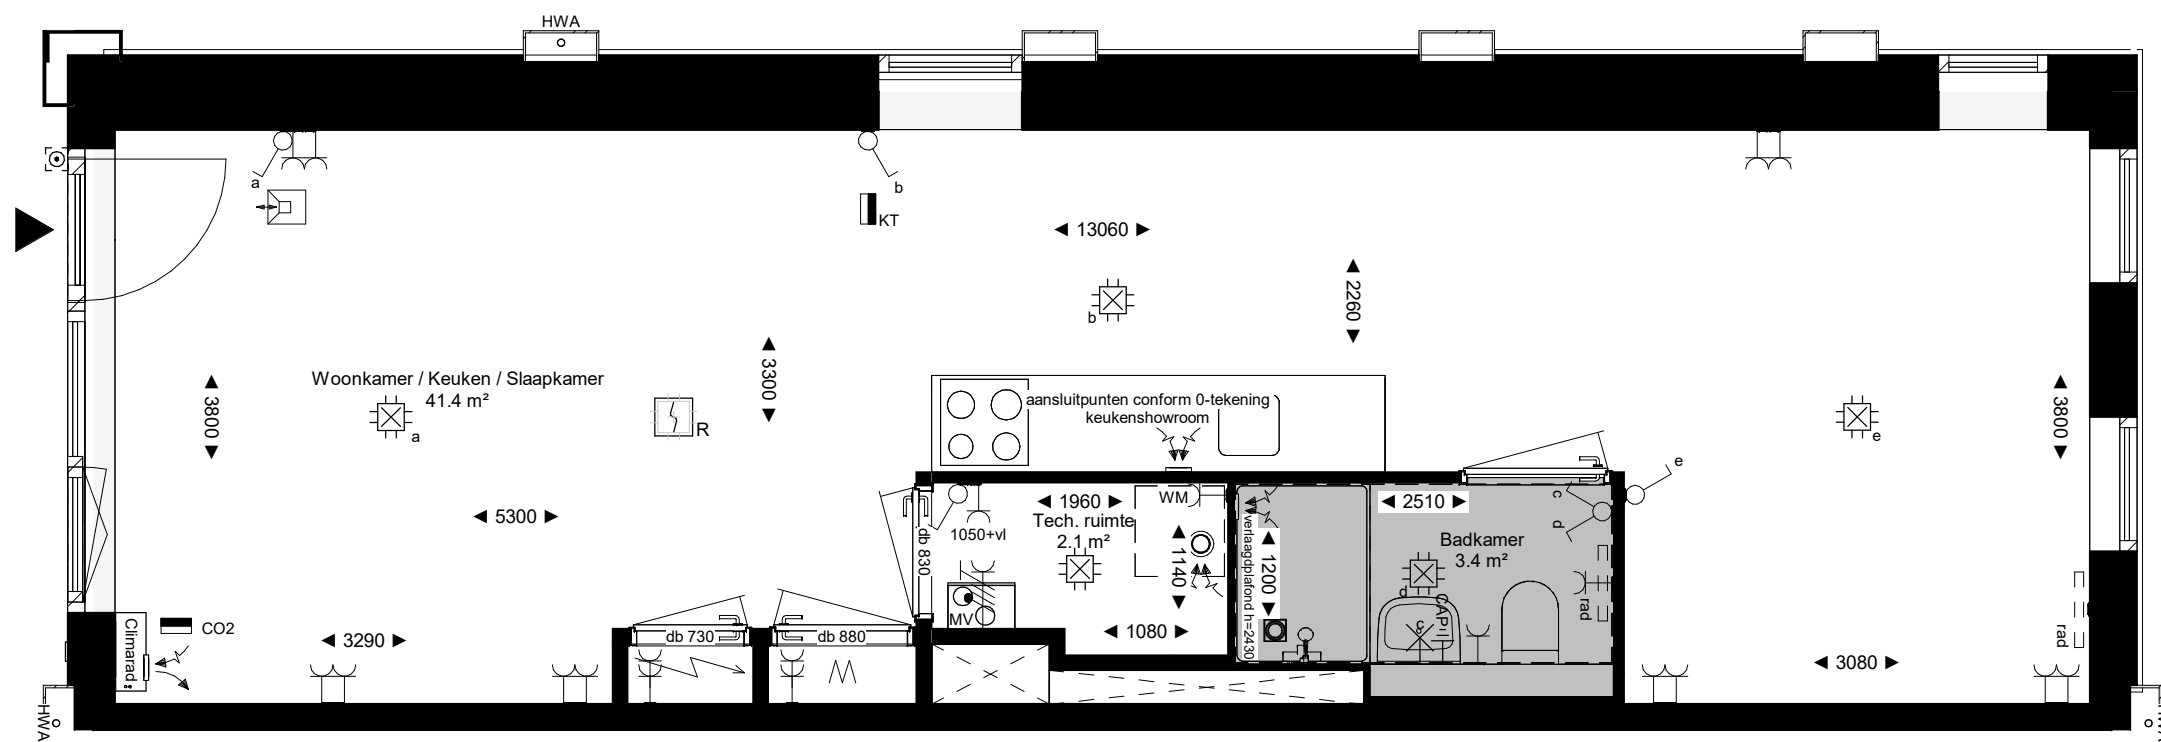 HWA
a
b
KT
◄ 13060 ►
◄ 2260 ►
b
Woonkamer / Keuken / Slaapkamer
41.4 m²
a
◄ 3800 ►
◄ 3300 ►
R
aansluitpunten conform 0-tekening
keukenshowroom
e
◄ 3800 ►
e
◄ 5300 ►
◄ 1960 ►
WM
◄ 2510 ►
c
d
1050+vl
Tech. ruimte
2.1 m²
◄ 1140 ►
db 830
verlaagdplafond h=2430
◄ 1200 ►
Badkamer
3.4 m²
d
CAP
c
rad
rad
MV
◄ 1080 ►
Climarad
CO2
◄ 3290 ►
db 730
db 880
◄ 3080 ►
HWA
HWA